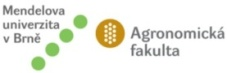 Mendelova
univerzita
v Brně
Agronomická
fakulta